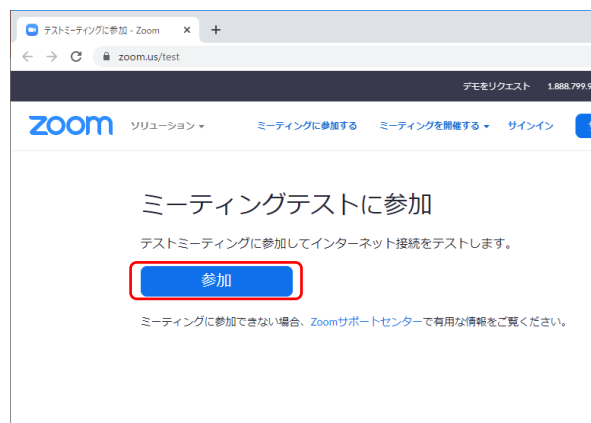 テストミーティングに参加 - Zoom
zoom.us/test
デモをリクエスト 1.888.799.9
zoom ソリューション ミーティングに参加する ミーティングを開催する サインイン
ミーティングテストに参加
テストミーティングに参加してインターネット接続をテストします。
参加
ミーティングに参加できない場合、Zoomサポートセンターで有用な情報をご覧ください。